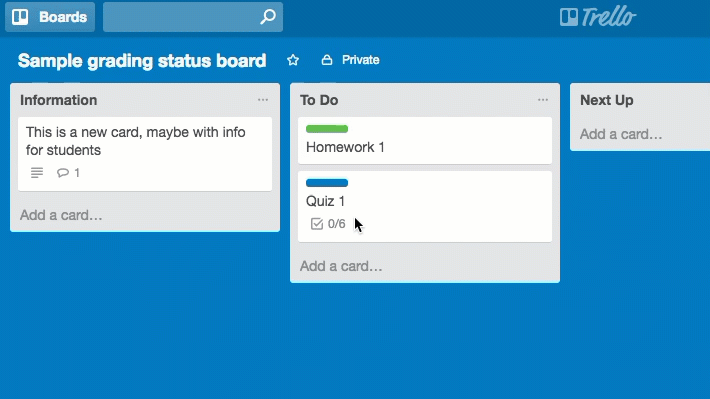 Boards
Trello
Sample grading status board
Private
Information
This is a new card, maybe with info
for students
1
Add a card...
To Do
Homework 1
Quiz 1
0/6
Add a card...
Next Up
Add a card...